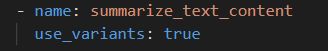 - name: summarize_text_content
use_variants: true